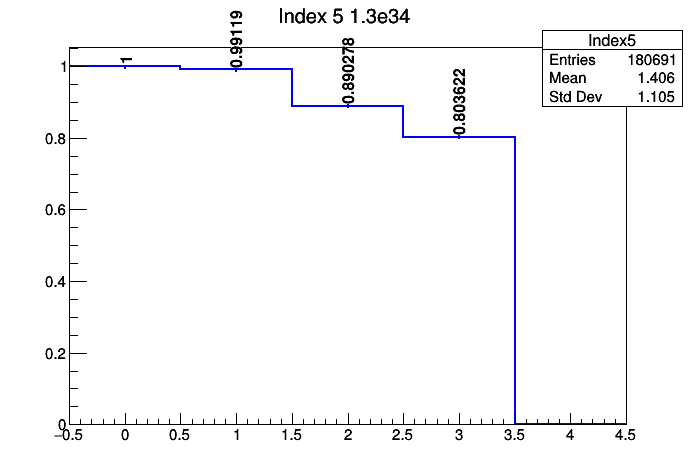 Index 5 1.3e34
Index5
Entries 180691
Mean 1.406
Std Dev 1.105
1
0.99119
0.890278
0.803622
1
0.8
0.6
0.4
0.2
0
−0.5 0 0.5 1 1.5 2 2.5 3 3.5 4 4.5